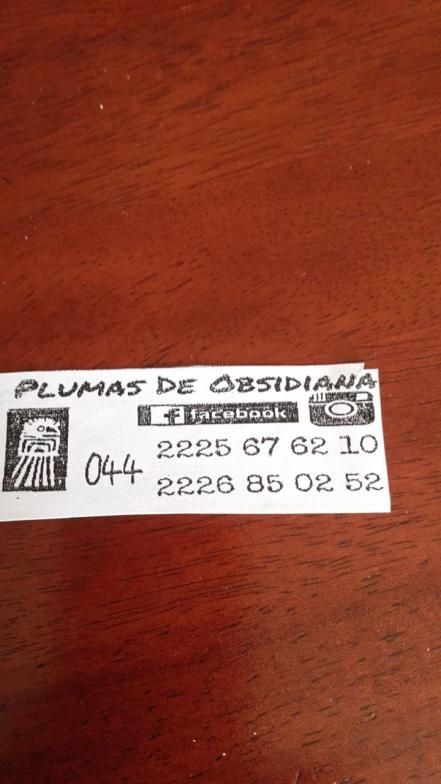 PLUMAS DE OBSIDIANA
f facebook
044
2225 67 62 10
2226 85 02 52